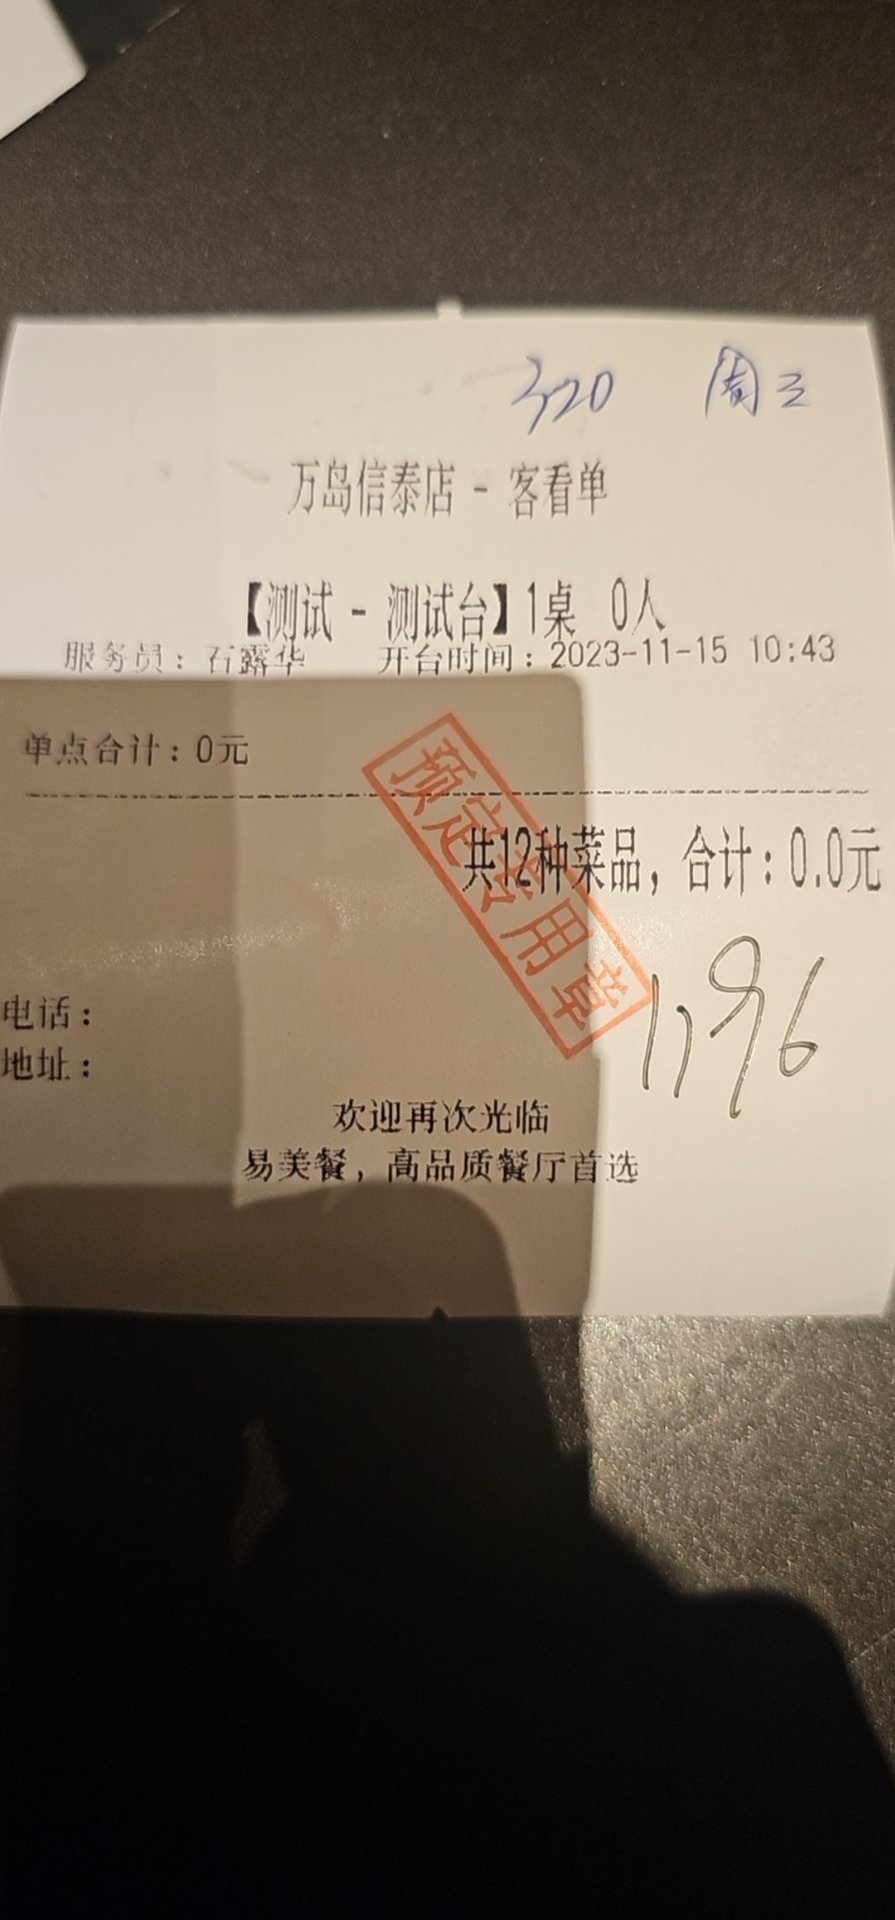 320 周三
万岛信泰店 - 客看单
【测试 - 测试台】1桌 0人
服务员：石露华 开台时间：2023-11-15 10:43
单点合计：0元
预定专用章
共12种菜品，合计：0.0元
1196
电话：
地址：
欢迎再次光临
易美餐，高品质餐厅首选